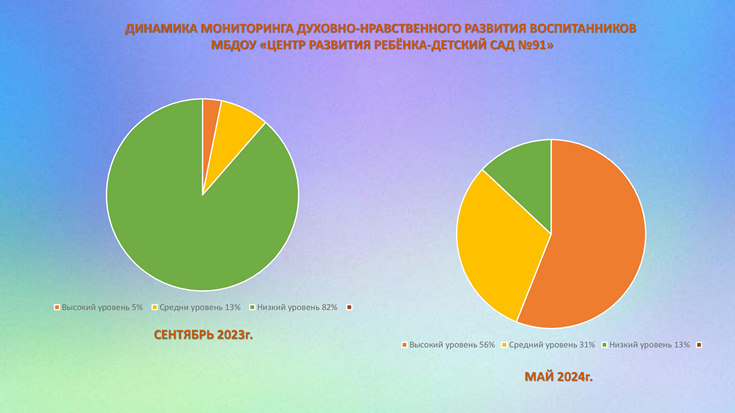 ДИНАМИКА МОНИТОРИНГА ДУХОВНО-НРАВСТВЕННОГО РАЗВИТИЯ ВОСПИТАННИКОВ
МБДОУ «ЦЕНТР РАЗВИТИЯ РЕБЁНКА-ДЕТСКИЙ САД №91»
Высокий уровень 5% Средни уровень 13% Низкий уровень 82%
СЕНТЯБРЬ 2023г.
Высокий уровень 56% Средний уровень 31% Низкий уровень 13%
МАЙ 2024г.